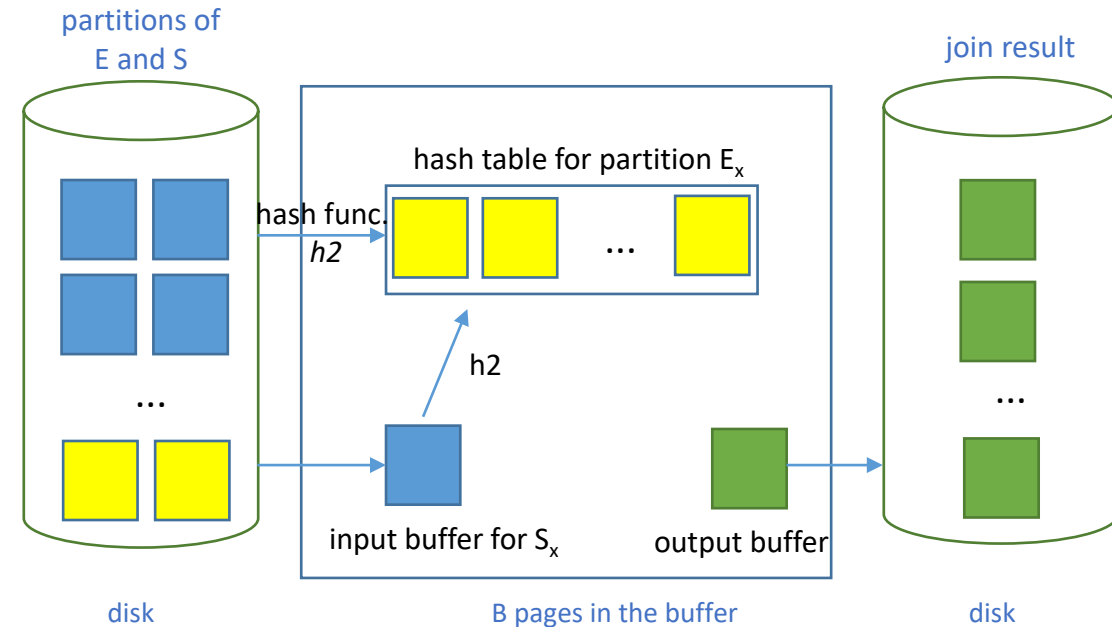 partitions of
E and S
join result
hash table for partition Eₓ
hash func.
h2
...
h2
...
...
input buffer for Sₓ
output buffer
disk
B pages in the buffer
disk